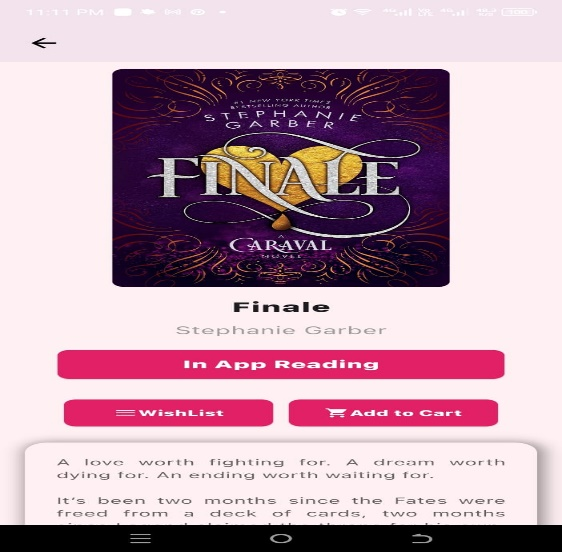 11:11 PM
#1 NEW YORK TIMES
BESTSELLING AUTHOR
STEPHANIE
GARBER
FINALE
A
CARAVAL
NOVEL
Finale
Stephanie Garber
In App Reading
WishList
Add to Cart
A love worth fighting for. A dream worth
dying for. An ending worth waiting for.
It's been two months since the Fates were
freed from a deck of cards, two months